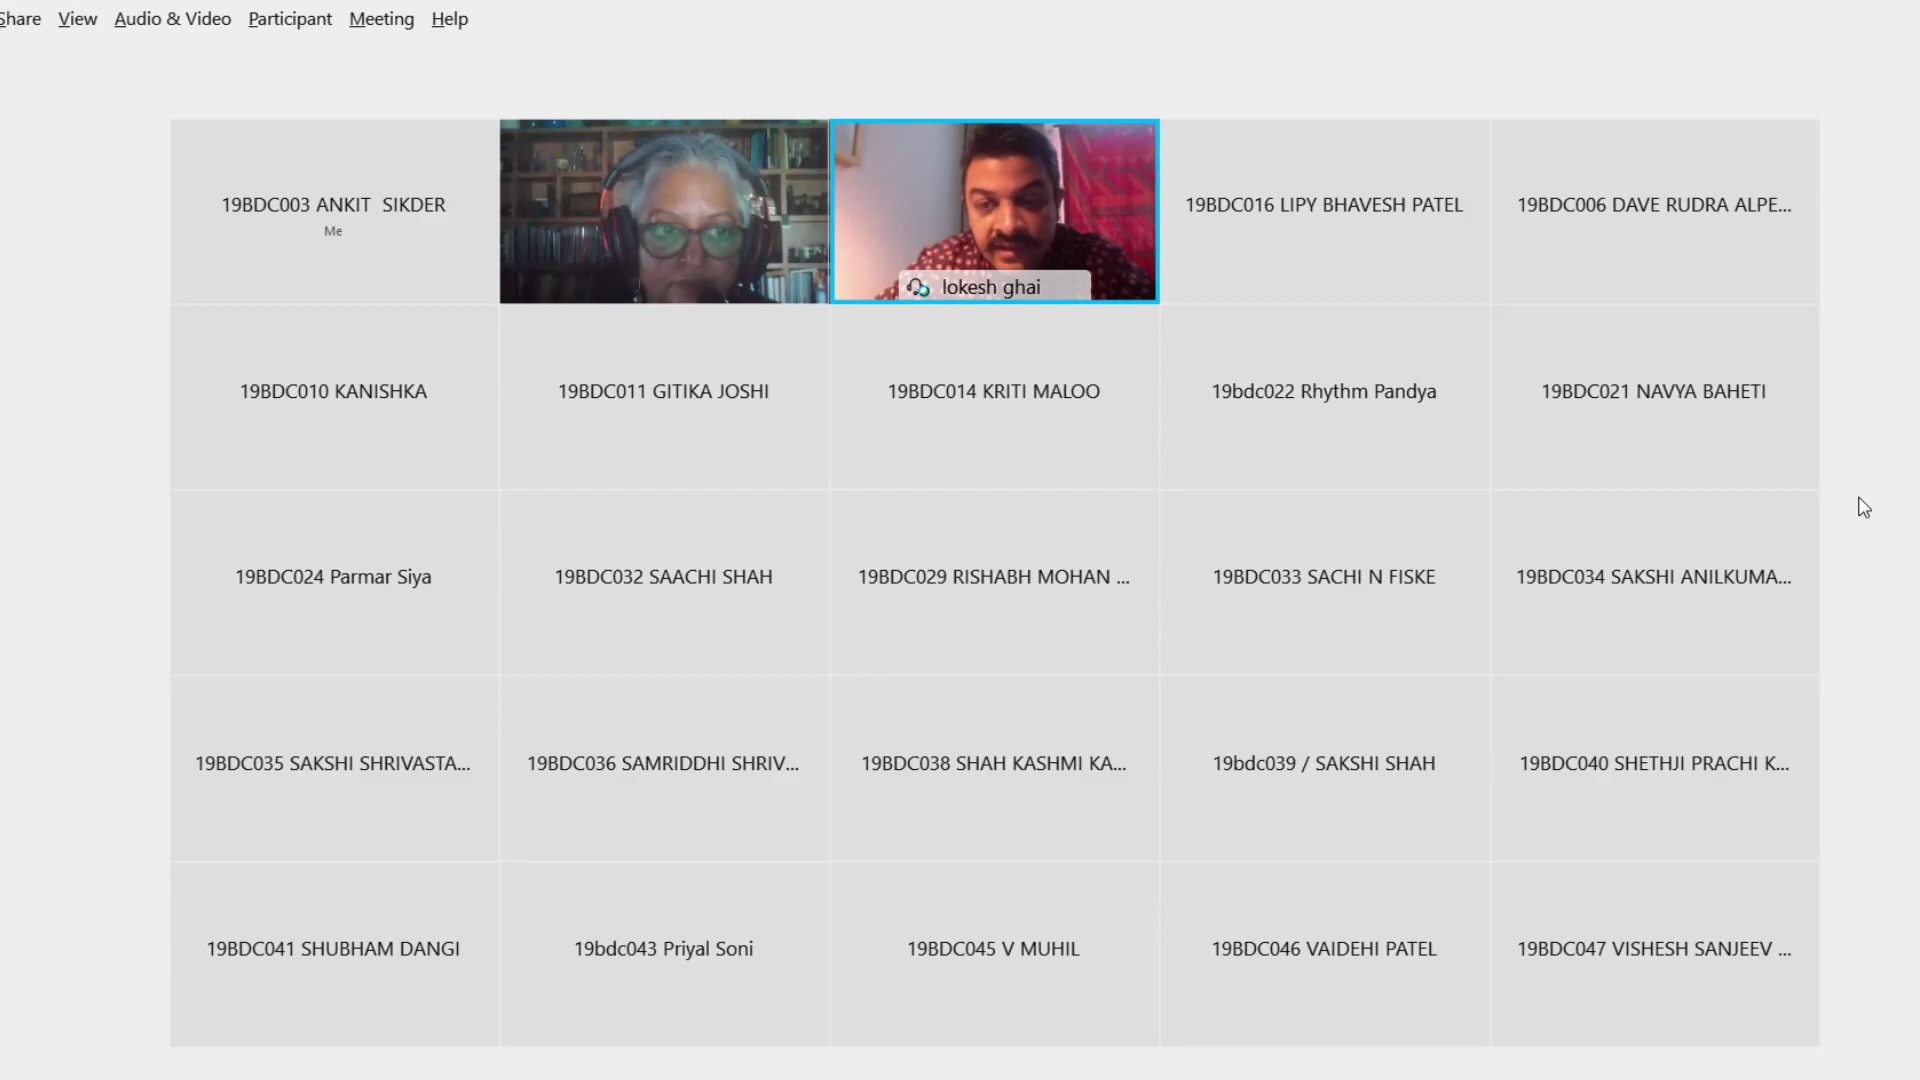 Share View Audio & Video Participant Meeting Help
19BDC003 ANKIT SIKDER
Me
lokesh ghai
19BDC016 LIPY BHAVESH PATEL
19BDC006 DAVE RUDRA ALPE...
19BDC010 KANISHKA
19BDC011 GITIKA JOSHI
19BDC014 KRITI MALOO
19bdc022 Rhythm Pandya
19BDC021 NAVYA BAHETI
19BDC024 Parmar Siya
19BDC032 SAACHI SHAH
19BDC029 RISHABH MOHAN ...
19BDC033 SACHI N FISKE
19BDC034 SAKSHI ANILKUMA...
19BDC035 SAKSHI SHRIVASTA...
19BDC036 SAMRIDDHI SHRIV...
19BDC038 SHAH KASHMI KA...
19bdc039 / SAKSHI SHAH
19BDC040 SHETHJI PRACHI K...
19BDC041 SHUBHAM DANGI
19bdc043 Priyal Soni
19BDC045 V MUHIL
19BDC046 VAIDEHI PATEL
19BDC047 VISHESH SANJEEV ...